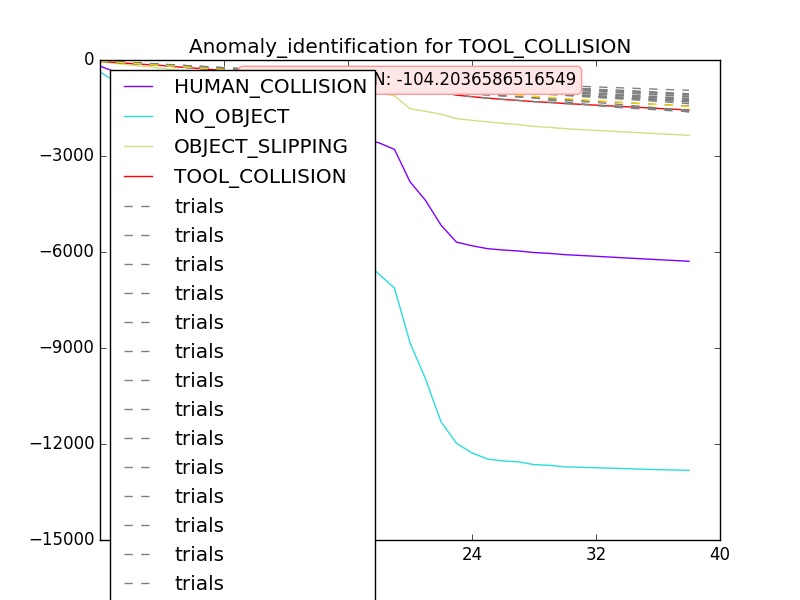 Anomaly_identification for TOOL_COLLISION
N: -104.2036586516549
0
−3000
−6000
−9000
−12000
−15000
HUMAN_COLLISION
NO_OBJECT
OBJECT_SLIPPING
TOOL_COLLISION
trials
trials
trials
trials
trials
trials
trials
trials
trials
trials
trials
trials
trials
trials
24
32
40